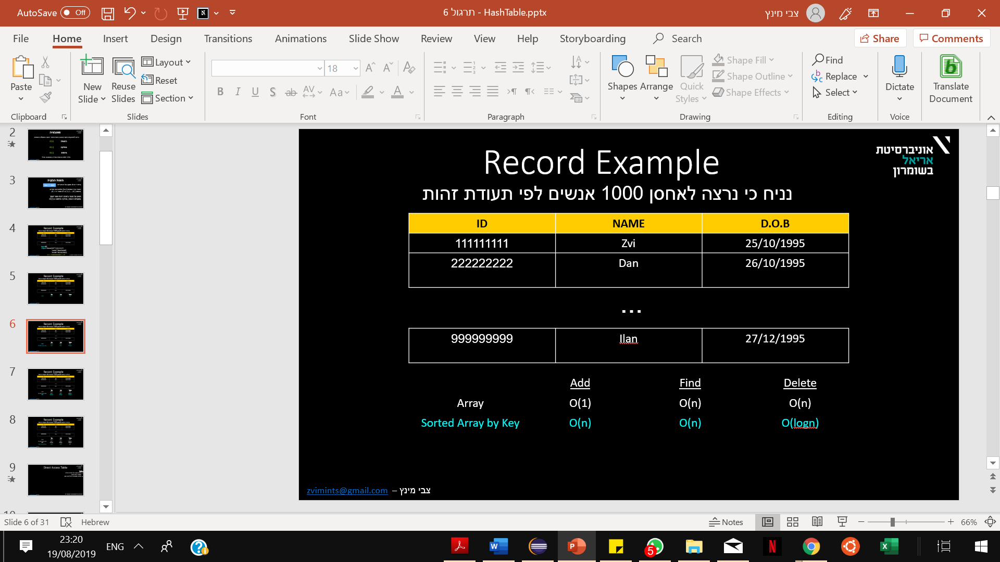 AutoSave Off
תרגול 6 - HashTable.pptx
צבי מינץ
File Home Insert Design Transitions Animations Slide Show Review View Help Storyboarding Search Share Comments
Paste
New Slide
Reuse Slides
Layout
Reset
Section
18
B I U S ab AV Aa A
Shapes Arrange Quick Styles
Shape Fill
Shape Outline
Shape Effects
Find
Replace
Select
Dictate
Translate Document
Clipboard Slides Font Paragraph Drawing Editing Voice
2
3
4
5
6
7
8
9
10
Record Example
אוניברסיטת
אריאל
בשומרון
נניח כי נרצה לאחסן 1000 אנשים לפי תעודת זהות
ID NAME D.O.B
111111111 Zvi 25/10/1995
222222222 Dan 26/10/1995
...
999999999 Ilan 27/12/1995
Add Find Delete
Array O(1) O(n) O(n)
Sorted Array by Key O(n) O(n) O(logn)
צבי מינץ – zvimints@gmail.com
Slide 6 of 31 Hebrew Notes 66%
23:20
19/08/2019
ENG
5